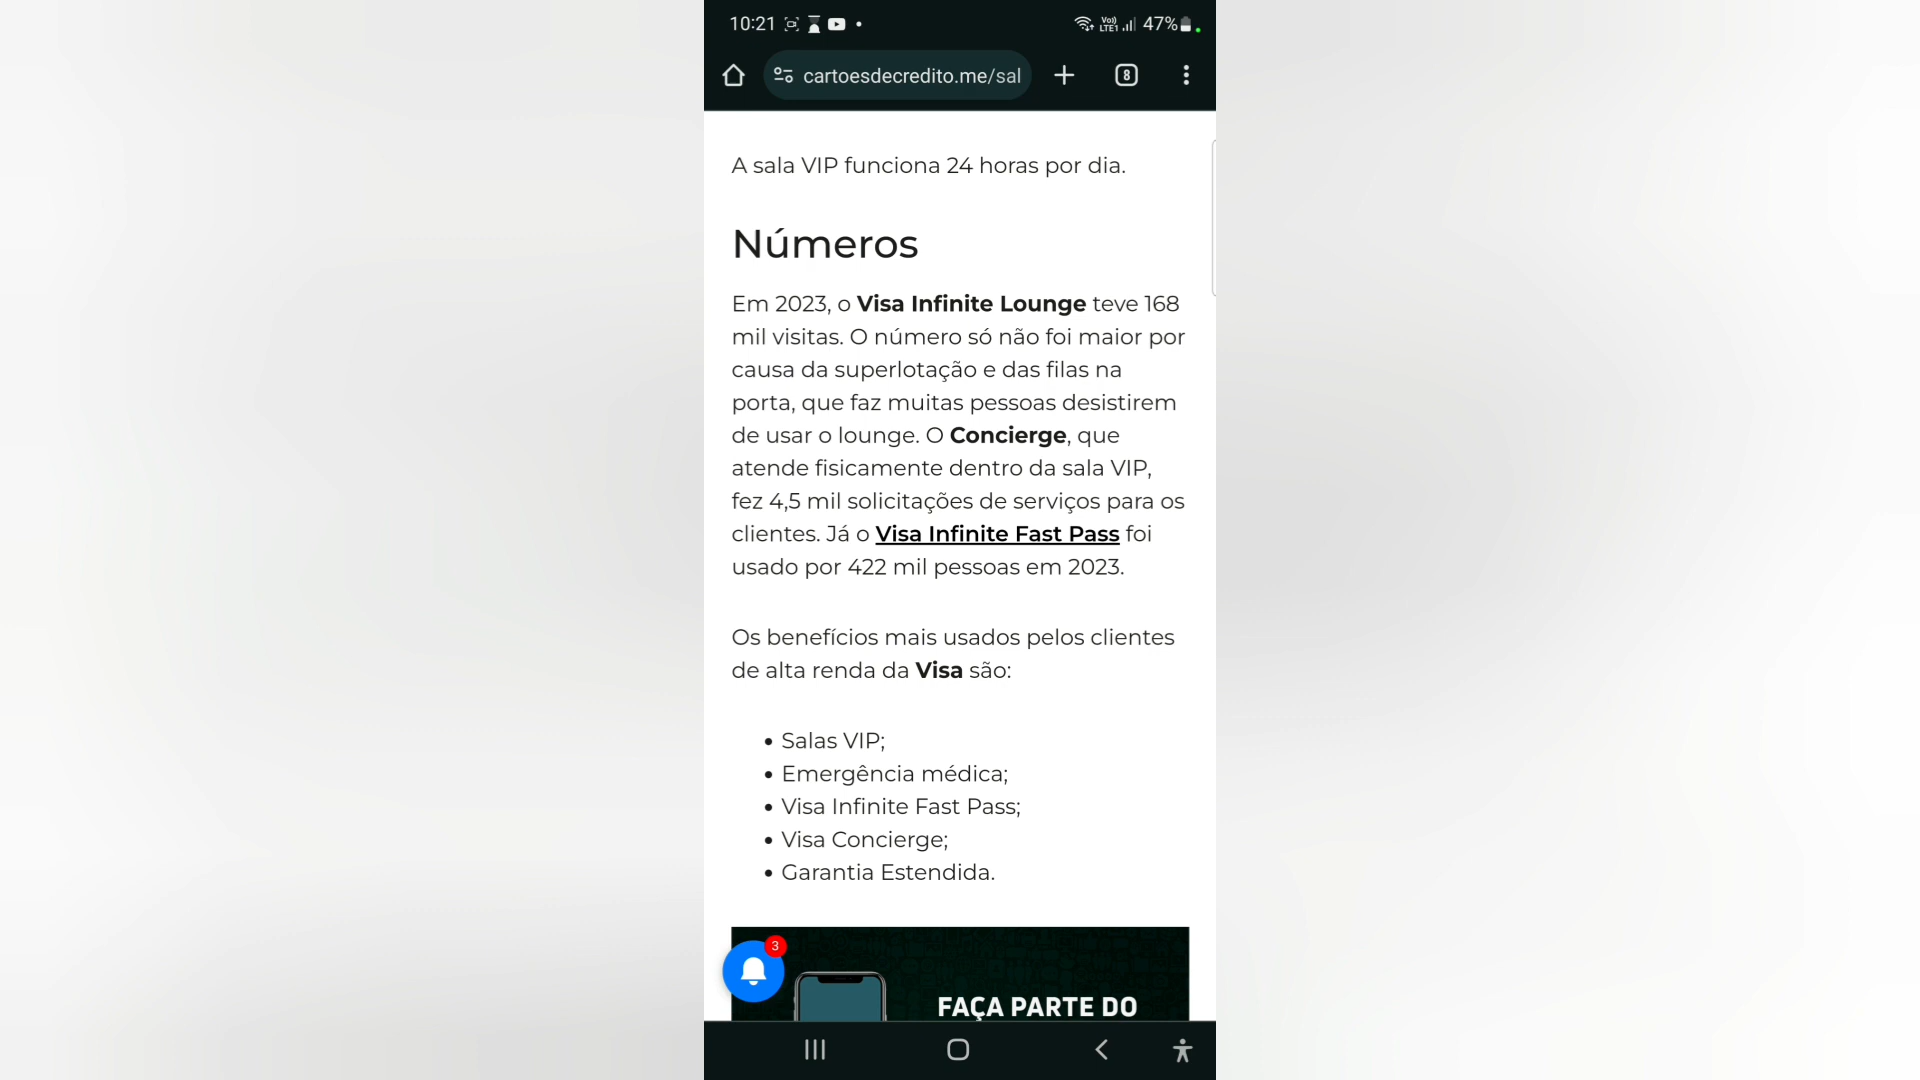 10:21
Vo))
LTE1
47%
cartoesdecredito.me/sal
8
A sala VIP funciona 24 horas por dia.
Números
Em 2023, o Visa Infinite Lounge teve 168
mil visitas. O número só não foi maior por
causa da superlotação e das filas na
porta, que faz muitas pessoas desistirem
de usar o lounge. O Concierge, que
atende fisicamente dentro da sala VIP,
fez 4,5 mil solicitações de serviços para os
clientes. Já o Visa Infinite Fast Pass foi
usado por 422 mil pessoas em 2023.
Os benefícios mais usados pelos clientes
de alta renda da Visa são:
• Salas VIP;
• Emergência médica;
• Visa Infinite Fast Pass;
• Visa Concierge;
• Garantia Estendida.
3
FAÇA PARTE DO